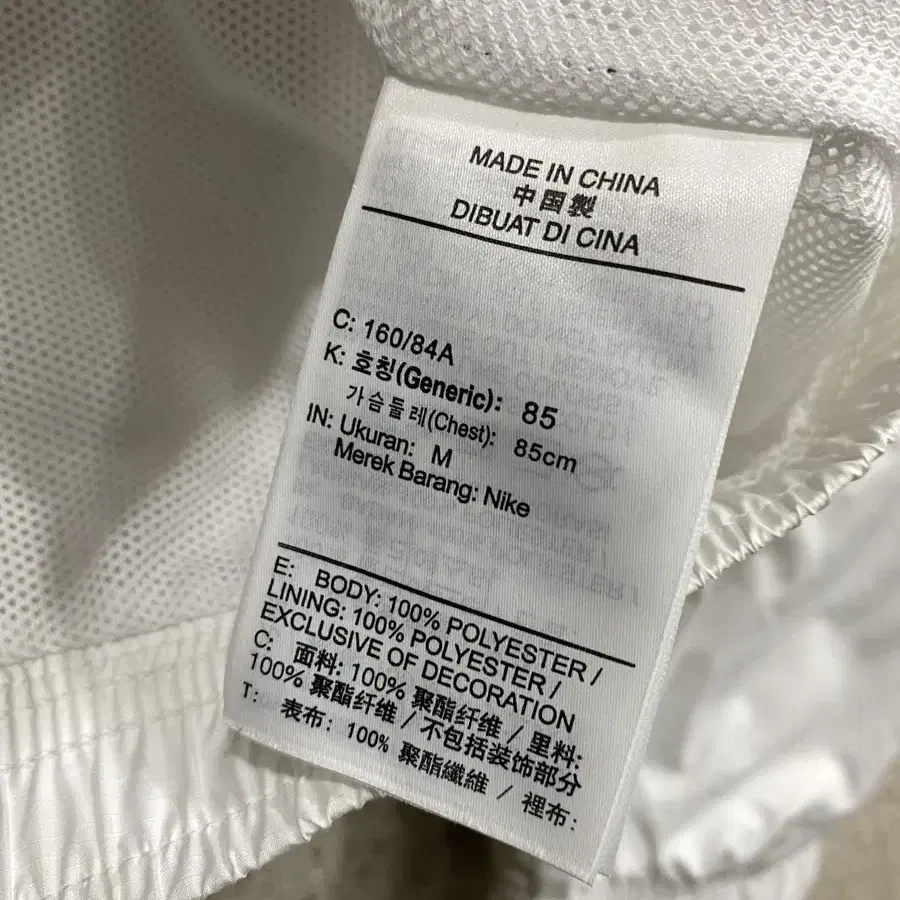 MADE IN CHINA
中国製
DIBUAT DI CINA
C: 160/84A
K: 호칭(Generic): 85
가슴둘레(Chest): 85cm
IN: Ukuran: M
Merek Barang: Nike
E: BODY: 100% POLYESTER /
LINING: 100% POLYESTER /
EXCLUSIVE OF DECORATION
C: 面料: 100% 聚酯纤维 / 里料:
100% 聚酯纤维 / 不包括装饰部分
T: 表布: 100% 聚酯纖維 / 裡布: